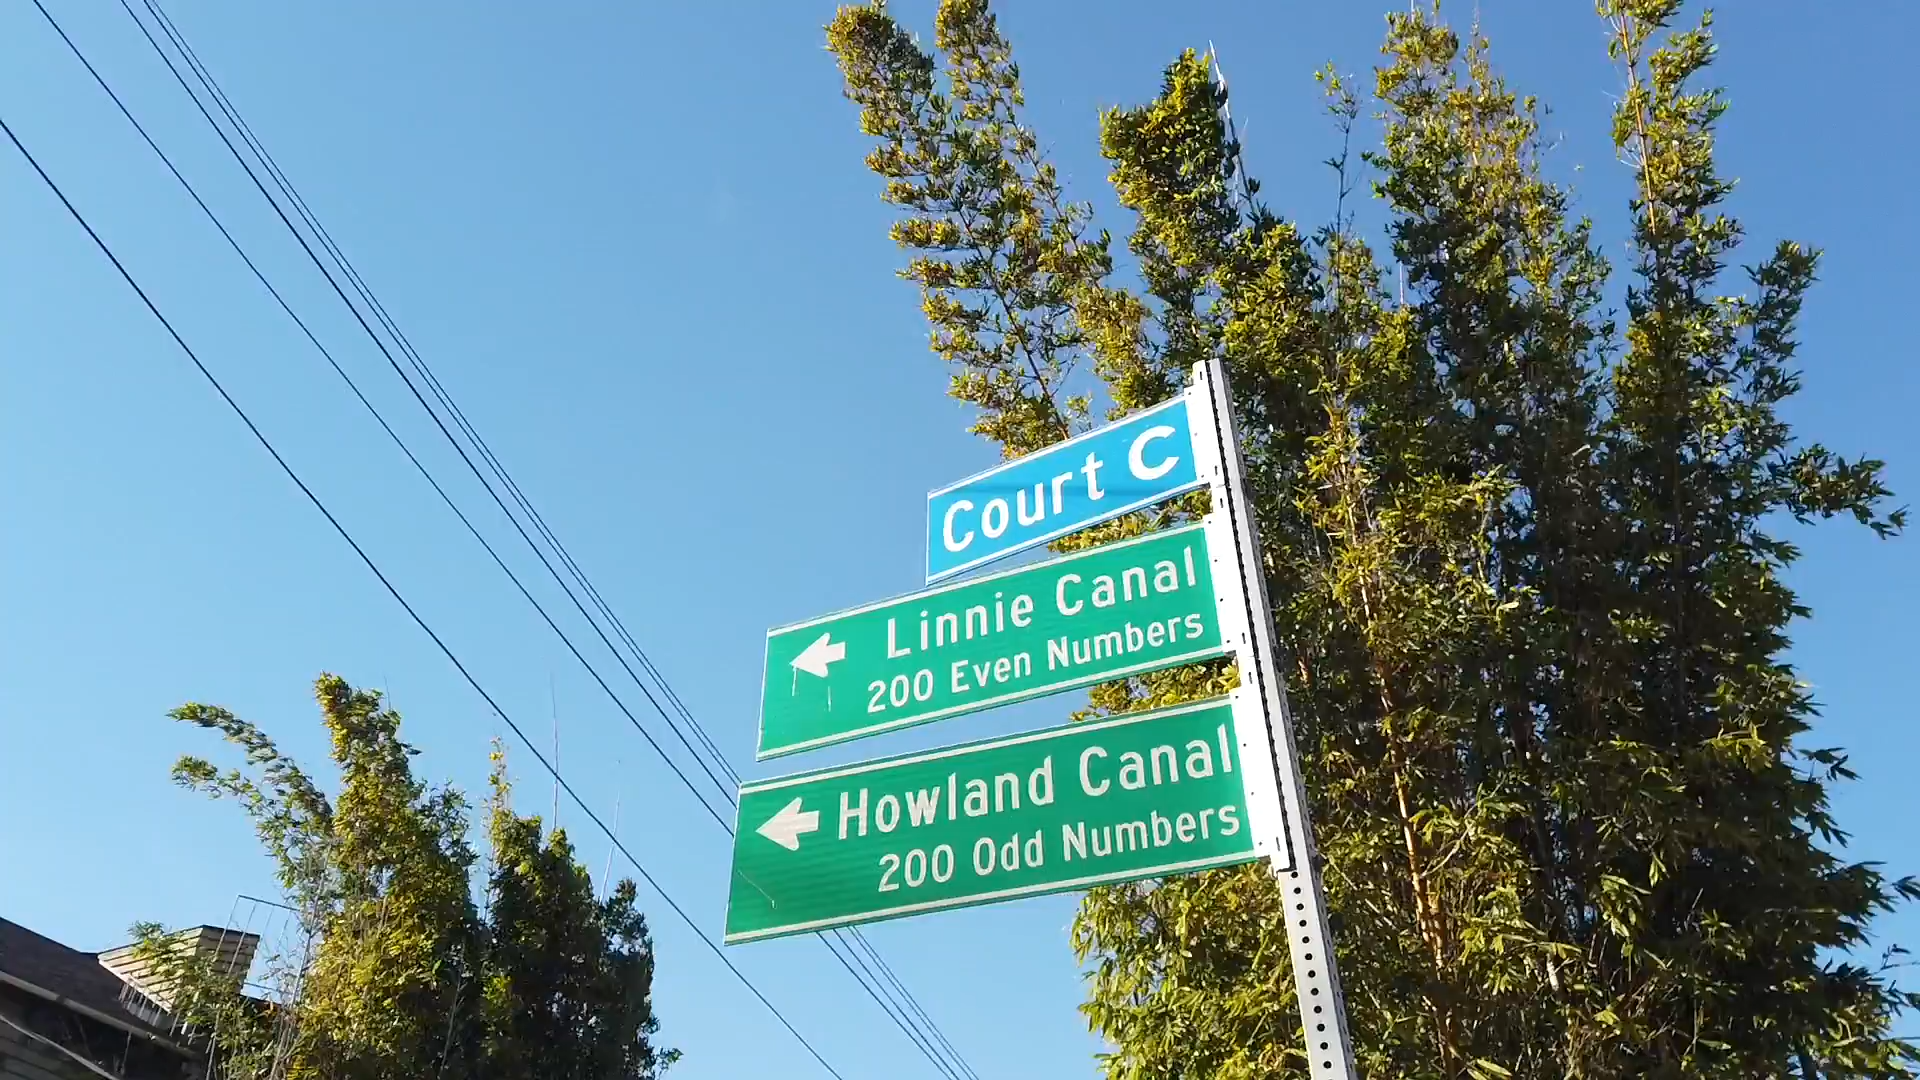 Court C
Linnie Canal
200 Even Numbers
Howland Canal
200 Odd Numbers